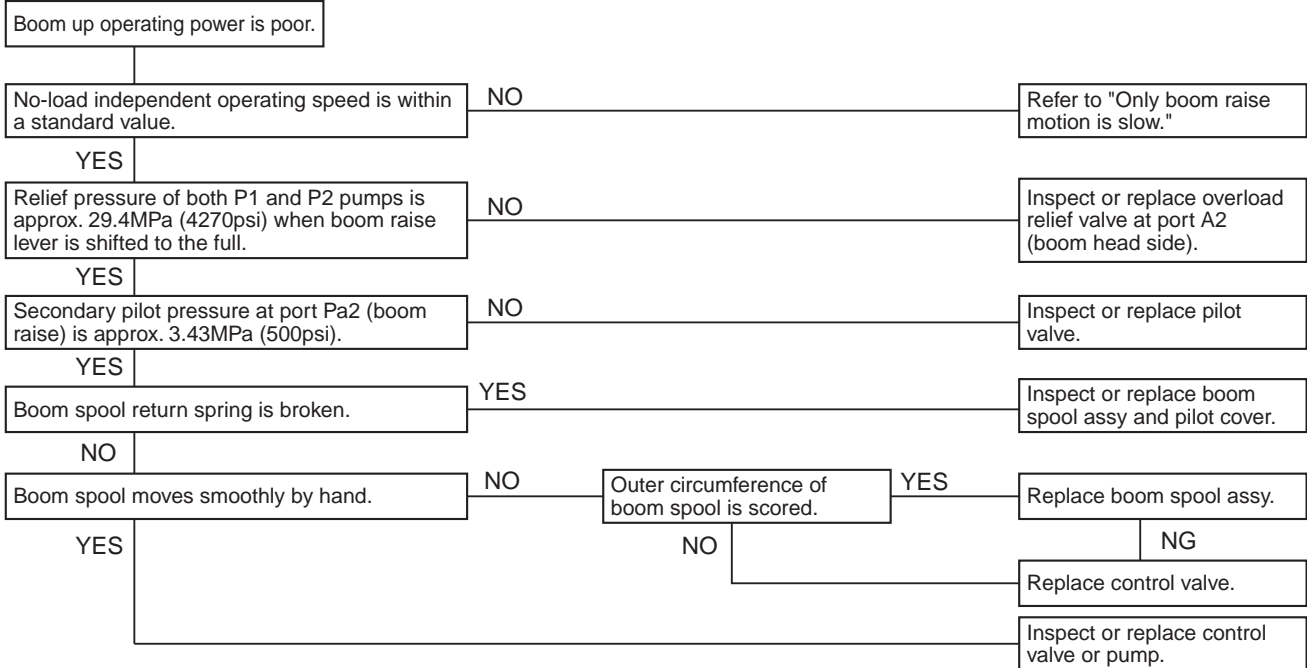 Boom up operating power is poor.
No-load independent operating speed is within
a standard value.
NO
Refer to "Only boom raise
motion is slow."
YES
Relief pressure of both P1 and P2 pumps is
approx. 29.4MPa (4270psi) when boom raise
lever is shifted to the full.
NO
Inspect or replace overload
relief valve at port A2
(boom head side).
YES
Secondary pilot pressure at port Pa2 (boom
raise) is approx. 3.43MPa (500psi).
NO
Inspect or replace pilot
valve.
YES
Boom spool return spring is broken.
YES
Inspect or replace boom
spool assy and pilot cover.
NO
Boom spool moves smoothly by hand.
NO
Outer circumference of
boom spool is scored.
YES
Replace boom spool assy.
YES
NO
NG
Replace control valve.
Inspect or replace control
valve or pump.